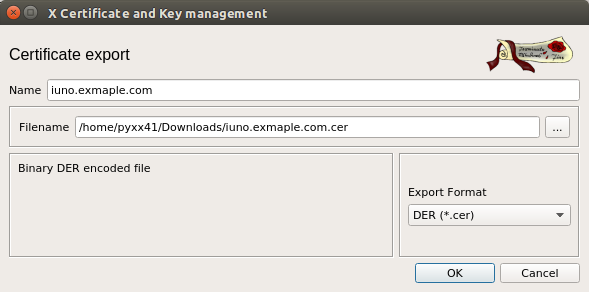 X Certificate and Key management
Certificate export
Name iuno.exmaple.com
Filename /home/pyxx41/Downloads/iuno.exmaple.com.cer ...
Binary DER encoded file
Export Format
DER (*.cer)
OK Cancel